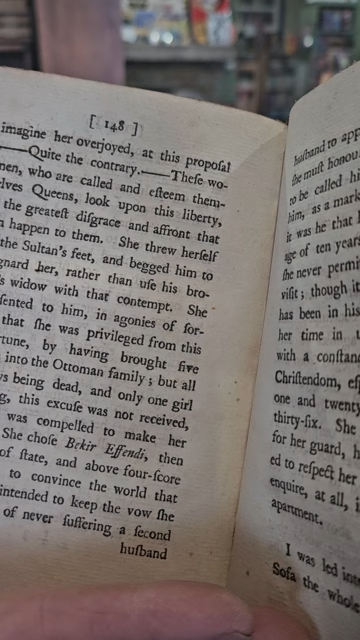 [ 148 ]
imagine her overjoyed, at this proposal
——Quite the contrary.——Theſe wo-
men, who are called and eſteem them-
ſelves Queens, look upon this liberty,
the greateſt diſgrace and affront that
happen to them. She threw herſelf
the Sultan's feet, and begged him to
poignard her, rather than uſe his bro-
's widow with that contempt. She
ſented to him, in agonies of ſor-
that ſhe was privileged from this
ortune, by having brought five
into the Ottoman family; but all
being dead, and only one girl
this excuſe was not received,
was compelled to make her
She choſe Bekir Effendi, then
of ſtate, and above four-ſcore
to convince the world that
intended to keep the vow ſhe
of never ſuffering a ſecond
huſband
huſband to app
ſhe muſt honou
to be called hi
him, as a mark
it was he that
age of ten years
ſhe never permi
viſit; though it
has been in his
her time in
with a conſtan
Chriſtendom, eſ
one and twenty
thirty-ſix. She
for her guard, h
ed to reſpect her
enquire, at all, i
apartment.
I was led into
Sofa the whole